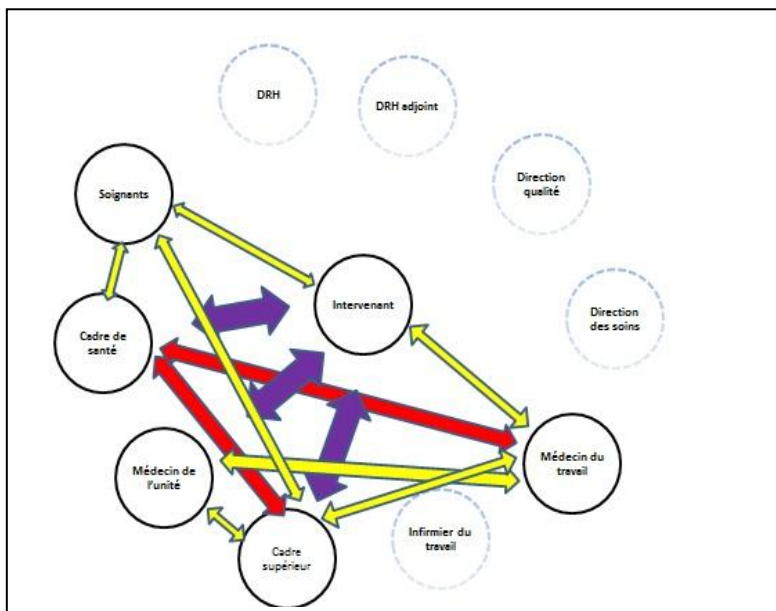 DRH
DRH adjoint
Direction
qualité
Soignants
Intervenant
Direction
des soins
Cadre de
santé
Médecin du
travail
Médecin de
l'unité
Infirmier du
travail
Cadre
supérieur